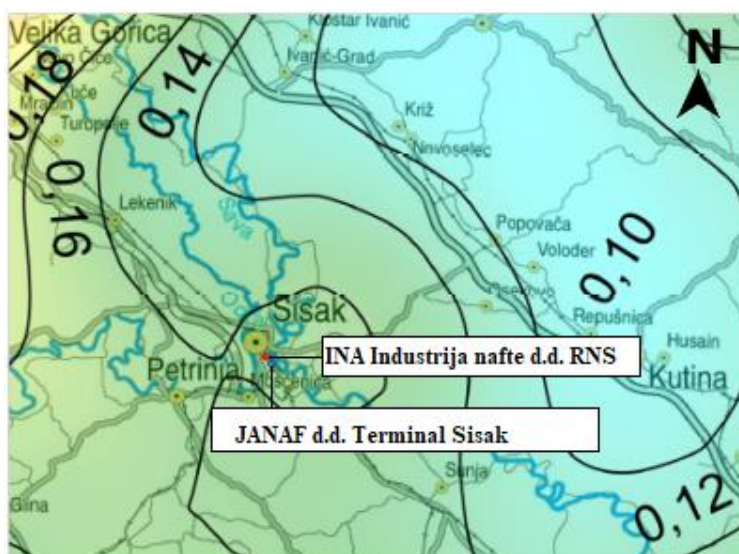 Velika Gorica
Kloštar Ivanić
Ivanić-Grad
N
0,18
0,14
Turopolje
Križ
Novoselec
0,16
Lekenik
Sava
Popovača
Voloder
0,10
Osekovo
Repušnica
Sisak
Husain
INA Industrija nafte d.d. RNS
Petrinja
Mošćenica
Kutina
JANAF d.d. Terminal Sisak
Sunja
Glina
0,12